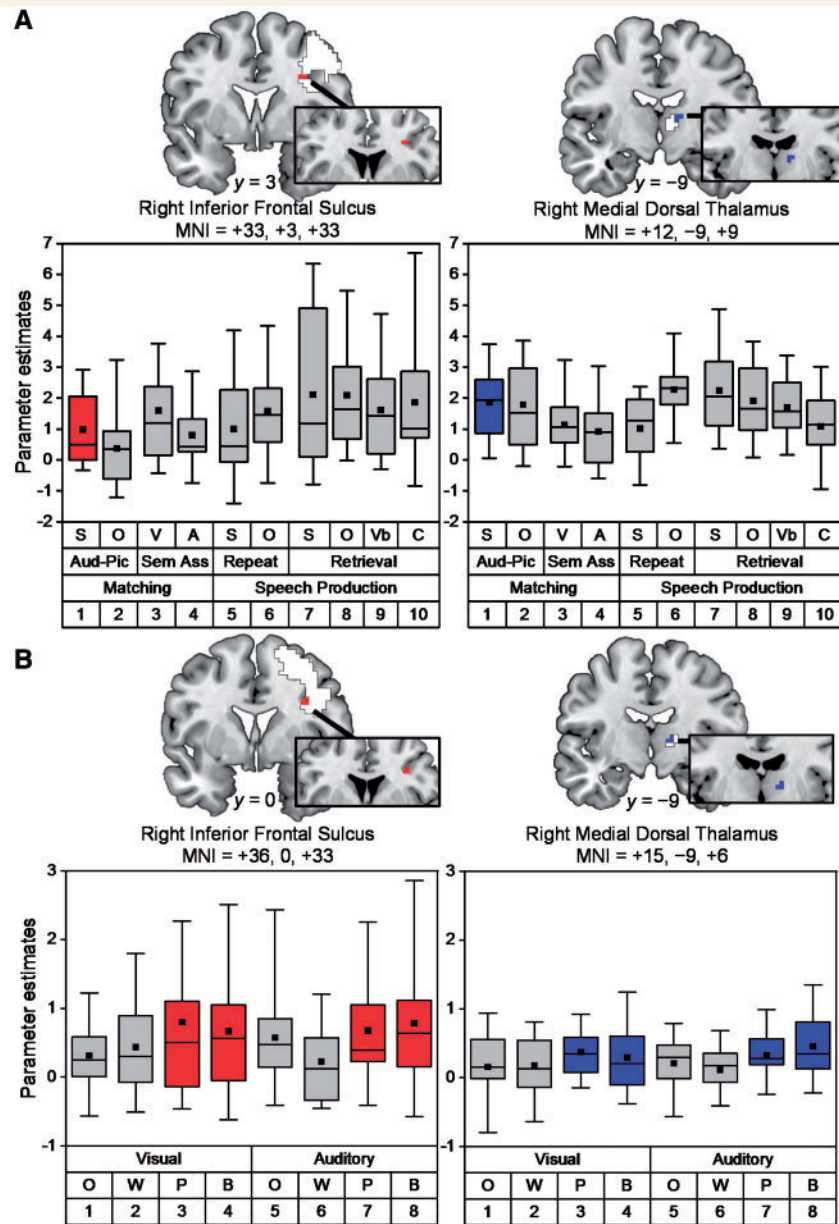 A
y = 3
y = −9
Right Inferior Frontal Sulcus
MNI = +33, +3, +33
Right Medial Dorsal Thalamus
MNI = +12, −9, +9
Parameter estimates
7
6
5
4
3
2
1
0
-1
-2
7
6
5
4
3
2
1
0
-1
-2
S O V A S O S O Vb C
Aud-Pic Sem Ass Repeat Retrieval
Matching Speech Production
1 2 3 4 5 6 7 8 9 10
S O V A S O S O Vb C
Aud-Pic Sem Ass Repeat Retrieval
Matching Speech Production
1 2 3 4 5 6 7 8 9 10
B
y = 0
y = −9
Right Inferior Frontal Sulcus
MNI = +36, 0, +33
Right Medial Dorsal Thalamus
MNI = +15, −9, +6
Parameter estimates
3
2
1
0
-1
3
2
1
0
-1
Visual Auditory
O W P B O W P B
1 2 3 4 5 6 7 8
Visual Auditory
O W P B O W P B
1 2 3 4 5 6 7 8